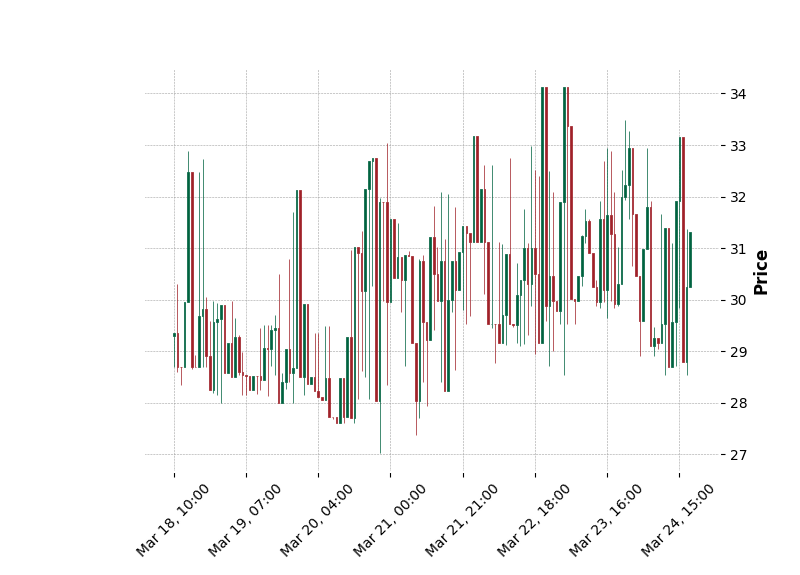 34
33
32
31
30
29
28
27
Price
Mar 18, 10:00
Mar 19, 07:00
Mar 20, 04:00
Mar 21, 00:00
Mar 21, 21:00
Mar 22, 18:00
Mar 23, 16:00
Mar 24, 15:00